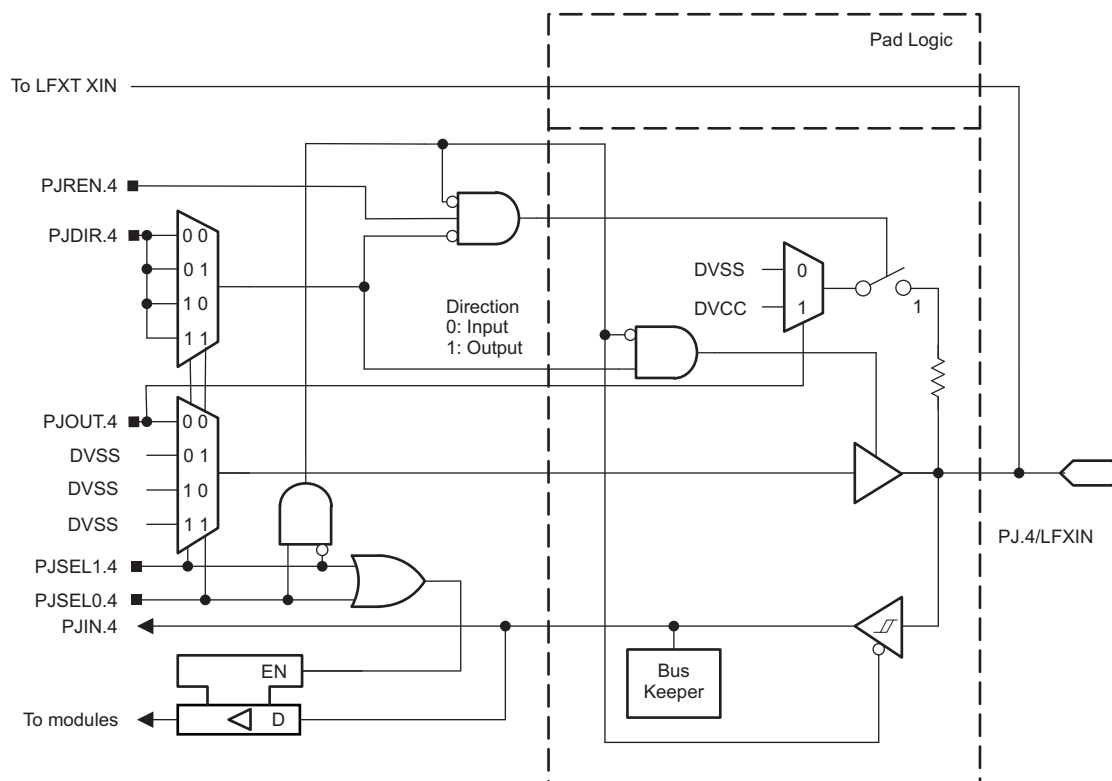 Pad Logic
To LFXT XIN
PJREN.4
PJDIR.4
0 0
0 1
1 0
1 1
Direction
0: Input
1: Output
DVSS
0
DVCC
1
1
PJOUT.4
0 0
DVSS
0 1
DVSS
1 0
DVSS
1 1
PJ.4/LFXIN
PJSEL1.4
PJSEL0.4
PJIN.4
EN
D
To modules
Bus
Keeper